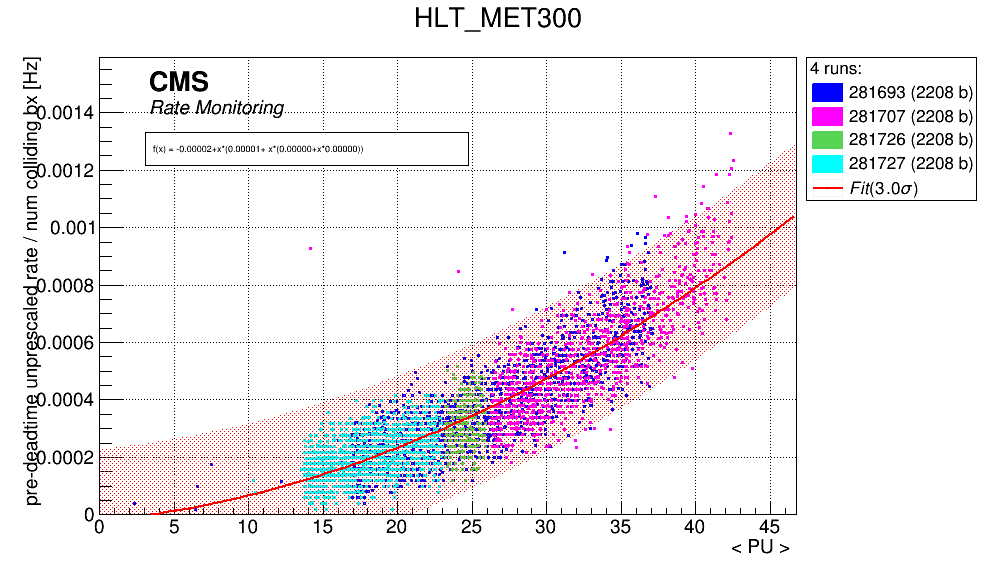 HLT_MET300
pre-deadtime unprescaled rate / num colliding bx [Hz]
CMS
Rate Monitoring
f(x) = -0.00002+x*(0.00001+ x*(0.00000+x*0.00000))
0.0014
0.0012
0.001
0.0008
0.0006
0.0004
0.0002
0
0 5 10 15 20 25 30 35 40 45
< PU >
4 runs:
281693 (2208 b)
281707 (2208 b)
281726 (2208 b)
281727 (2208 b)
Fit(3.0σ)